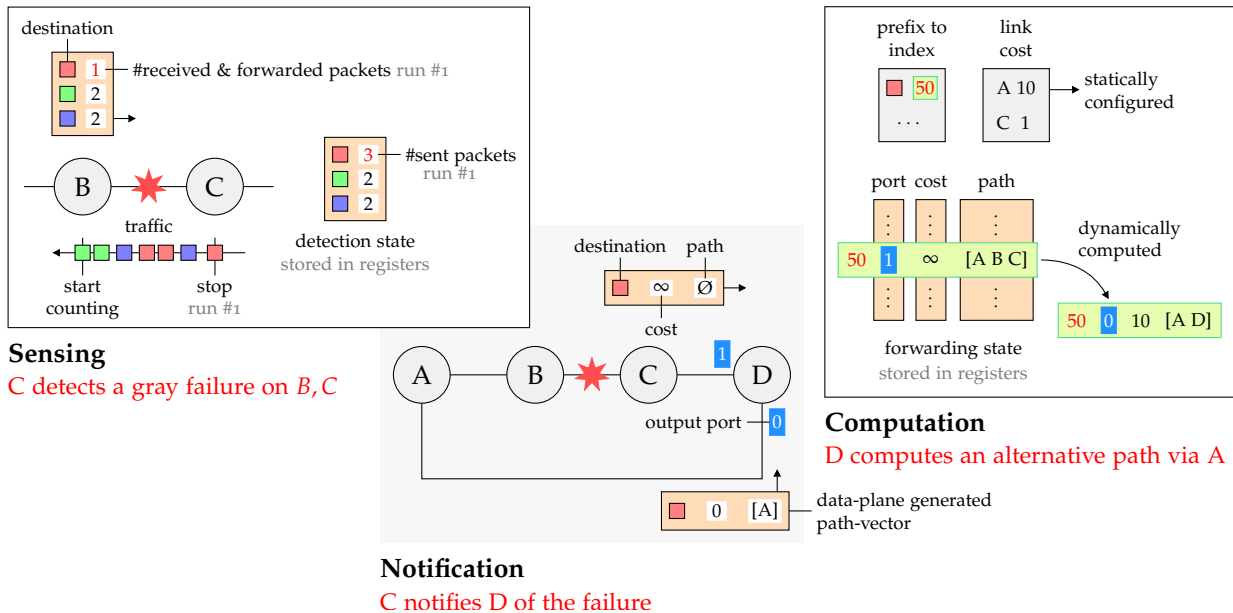 destination
1
#received & forwarded packets run #1
2
2
3
#sent packets
run #1
2
2
B
C
traffic
detection state
stored in registers
start
counting
stop
run #1
Sensing
C detects a gray failure on B, C
destination
path
∞
Ø
cost
A
B
C
1
D
output port
0
0
[A]
data-plane generated
path-vector
Notification
C notifies D of the failure
prefix to
index
link
cost
50
...
A 10
C 1
statically
configured
port
cost
path
⋮ ⋮ ⋮
50 1 ∞ [A B C]
⋮ ⋮ ⋮
dynamically
computed
50 0 10 [A D]
forwarding state
stored in registers
Computation
D computes an alternative path via A